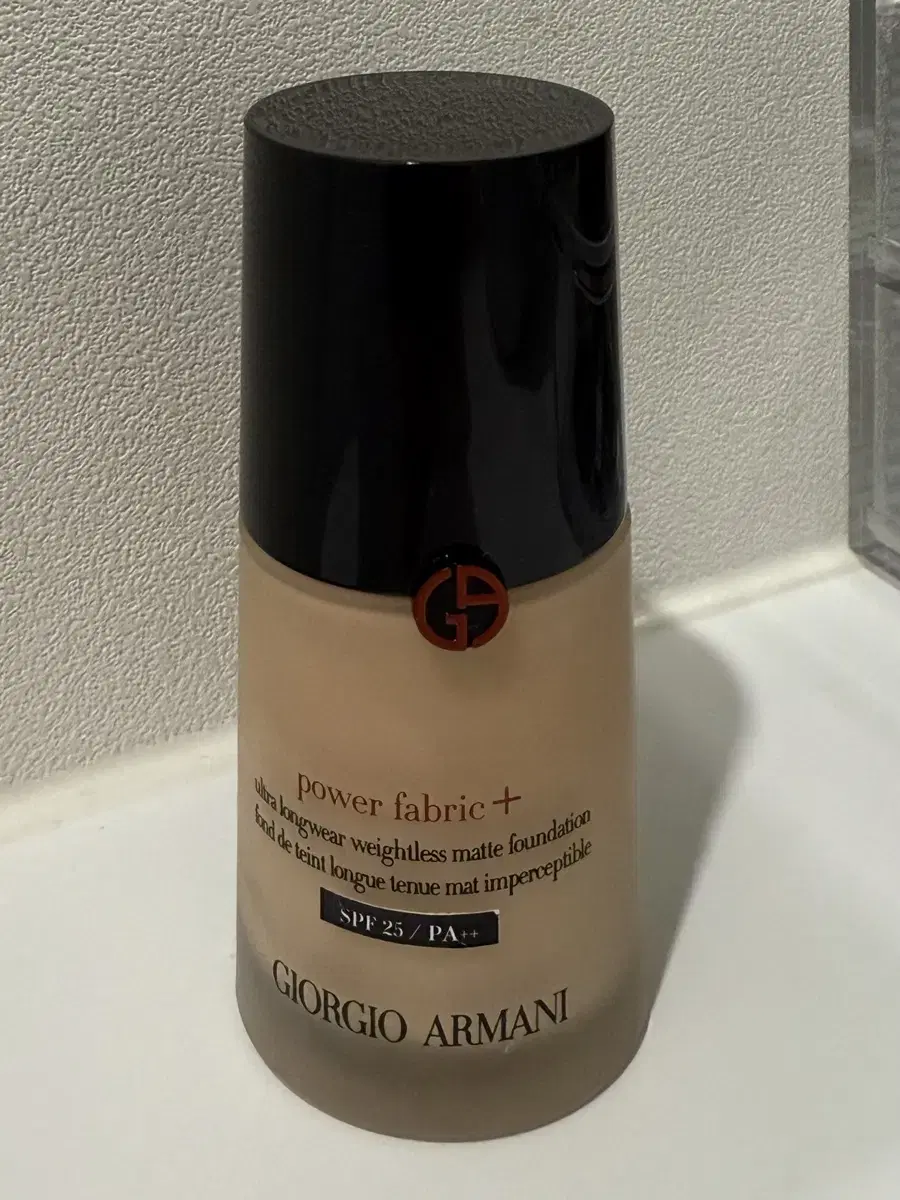 GA
power fabric+
ultra longwear weightless matte foundation
fond de teint longue tenue mat imperceptible
SPF 25 / PA++
GIORGIO ARMANI